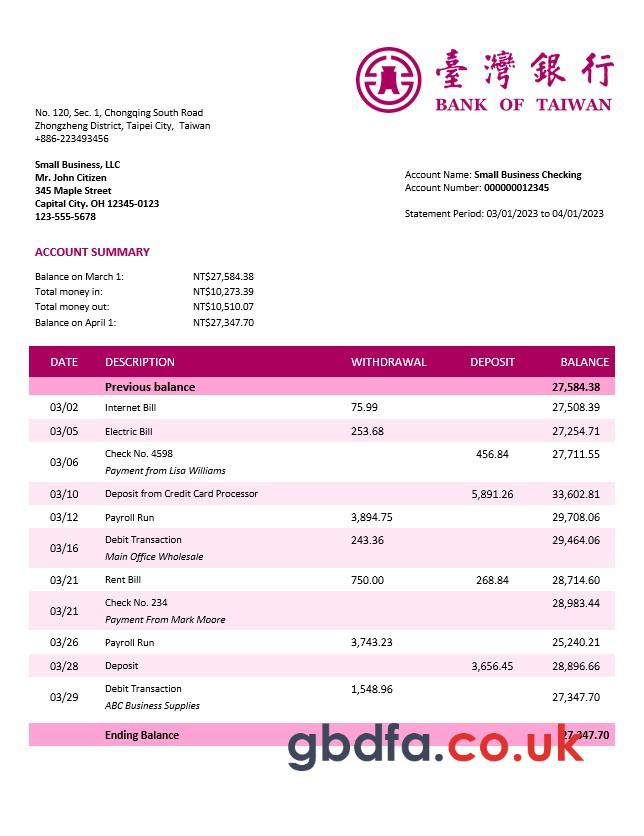 臺灣銀行
BANK OF TAIWAN
No. 120, Sec. 1, Chongqing South Road
Zhongzheng District, Taipei City, Taiwan
+886-223493456
Small Business, LLC
Mr. John Citizen
345 Maple Street
Capital City. OH 12345-0123
123-555-5678
Account Name: Small Business Checking
Account Number: 000000012345
Statement Period: 03/01/2023 to 04/01/2023
ACCOUNT SUMMARY
Balance on March 1: NT$27,584.38
Total money in: NT$10,273.39
Total money out: NT$10,510.07
Balance on April 1: NT$27,347.70
DATE DESCRIPTION WITHDRAWAL DEPOSIT BALANCE
Previous balance 27,584.38
03/02 Internet Bill 75.99 27,508.39
03/05 Electric Bill 253.68 27,254.71
03/06 Check No. 4598 456.84 27,711.55
Payment from Lisa Williams
03/10 Deposit from Credit Card Processor 5,891.26 33,602.81
03/12 Payroll Run 3,894.75 29,708.06
03/16 Debit Transaction 243.36 29,464.06
Main Office Wholesale
03/21 Rent Bill 750.00 268.84 28,714.60
03/21 Check No. 234 28,983.44
Payment From Mark Moore
03/26 Payroll Run 3,743.23 25,240.21
03/28 Deposit 3,656.45 28,896.66
03/29 Debit Transaction 1,548.96 27,347.70
ABC Business Supplies
Ending Balance 27,347.70
gbdfa.co.uk